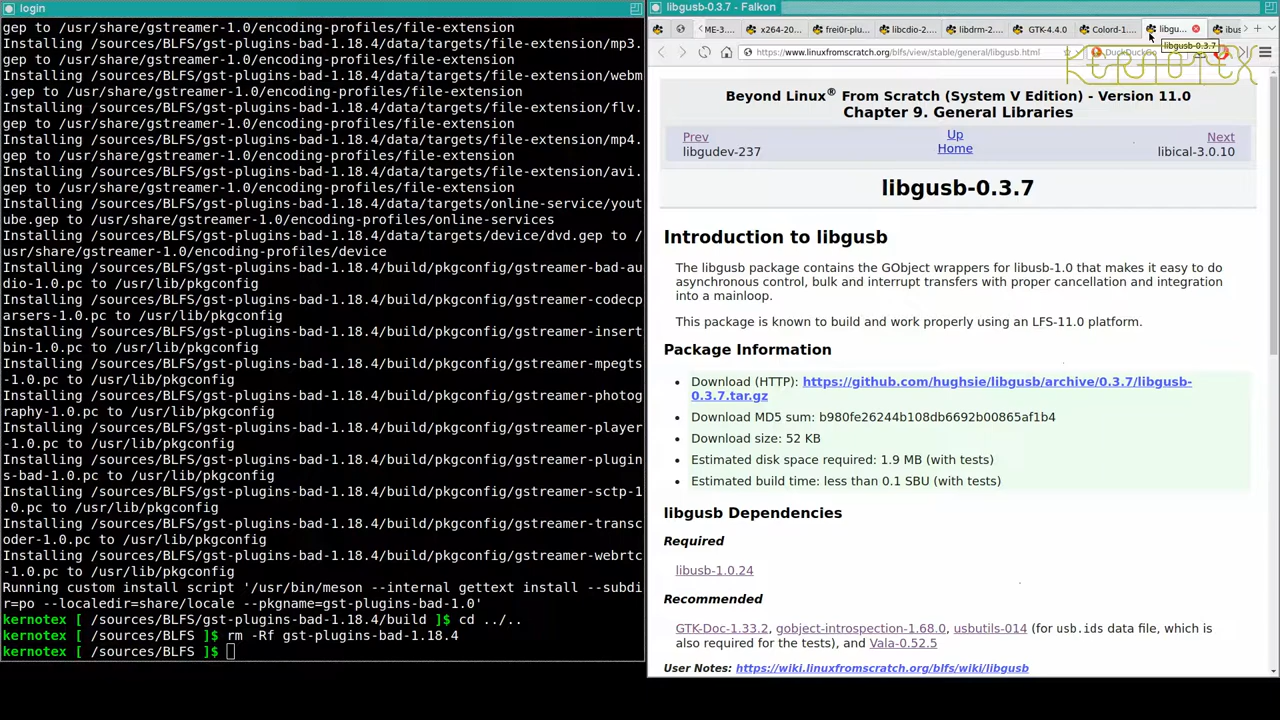 login
gep to /usr/share/gstreamer-1.0/encoding-profiles/file-extension
Installing /sources/BLFS/gst-plugins-bad-1.18.4/data/targets/file-extension/mp3.
gep to /usr/share/gstreamer-1.0/encoding-profiles/file-extension
Installing /sources/BLFS/gst-plugins-bad-1.18.4/data/targets/file-extension/webm
.gep to /usr/share/gstreamer-1.0/encoding-profiles/file-extension
Installing /sources/BLFS/gst-plugins-bad-1.18.4/data/targets/file-extension/flv.
gep to /usr/share/gstreamer-1.0/encoding-profiles/file-extension
Installing /sources/BLFS/gst-plugins-bad-1.18.4/data/targets/file-extension/mp4.
gep to /usr/share/gstreamer-1.0/encoding-profiles/file-extension
Installing /sources/BLFS/gst-plugins-bad-1.18.4/data/targets/file-extension/avi.
gep to /usr/share/gstreamer-1.0/encoding-profiles/file-extension
Installing /sources/BLFS/gst-plugins-bad-1.18.4/data/targets/online-service/yout
ube.gep to /usr/share/gstreamer-1.0/encoding-profiles/online-services
Installing /sources/BLFS/gst-plugins-bad-1.18.4/data/targets/device/dvd.gep to /
usr/share/gstreamer-1.0/encoding-profiles/device
Installing /sources/BLFS/gst-plugins-bad-1.18.4/build/pkgconfig/gstreamer-bad-au
dio-1.0.pc to /usr/lib/pkgconfig
Installing /sources/BLFS/gst-plugins-bad-1.18.4/build/pkgconfig/gstreamer-codecp
arsers-1.0.pc to /usr/lib/pkgconfig
Installing /sources/BLFS/gst-plugins-bad-1.18.4/build/pkgconfig/gstreamer-insert
bin-1.0.pc to /usr/lib/pkgconfig
Installing /sources/BLFS/gst-plugins-bad-1.18.4/build/pkgconfig/gstreamer-mpegts
-1.0.pc to /usr/lib/pkgconfig
Installing /sources/BLFS/gst-plugins-bad-1.18.4/build/pkgconfig/gstreamer-photog
raphy-1.0.pc to /usr/lib/pkgconfig
Installing /sources/BLFS/gst-plugins-bad-1.18.4/build/pkgconfig/gstreamer-player
-1.0.pc to /usr/lib/pkgconfig
Installing /sources/BLFS/gst-plugins-bad-1.18.4/build/pkgconfig/gstreamer-plugin
s-bad-1.0.pc to /usr/lib/pkgconfig
Installing /sources/BLFS/gst-plugins-bad-1.18.4/build/pkgconfig/gstreamer-sctp-1
.0.pc to /usr/lib/pkgconfig
Installing /sources/BLFS/gst-plugins-bad-1.18.4/build/pkgconfig/gstreamer-transc
oder-1.0.pc to /usr/lib/pkgconfig
Installing /sources/BLFS/gst-plugins-bad-1.18.4/build/pkgconfig/gstreamer-webrtc
-1.0.pc to /usr/lib/pkgconfig
Running custom install script '/usr/bin/meson --internal gettext install --subdi
r=po --localedir=share/locale --pkgname=gst-plugins-bad-1.0'
kernotex [ /sources/BLFS/gst-plugins-bad-1.18.4/build ]$ cd ../..
kernotex [ /sources/BLFS ]$ rm -Rf gst-plugins-bad-1.18.4
kernotex [ /sources/BLFS ]$
libgusb-0.3.7 - Falkon
ME-3.... x264-20... frei0r-plu... libcdio-2... libdrm-2... GTK-4.4.0 Colord-1.... libgu... ibus
https://www.linuxfromscratch.org/blfs/view/stable/general/libgusb.html DuckDuckGo
libgusb-0.3.7
KERNOTEX
Beyond Linux® From Scratch (System V Edition) - Version 11.0
Chapter 9. General Libraries
Prev Up Next
libgudev-237 Home libical-3.0.10
libgusb-0.3.7
Introduction to libgusb
The libgusb package contains the GObject wrappers for libusb-1.0 that makes it easy to do
asynchronous control, bulk and interrupt transfers with proper cancellation and integration
into a mainloop.
This package is known to build and work properly using an LFS-11.0 platform.
Package Information
• Download (HTTP): https://github.com/hughsie/libgusb/archive/0.3.7/libgusb-
0.3.7.tar.gz
• Download MD5 sum: b980fe26244b108db6692b00865af1b4
• Download size: 52 KB
• Estimated disk space required: 1.9 MB (with tests)
• Estimated build time: less than 0.1 SBU (with tests)
libgusb Dependencies
Required
libusb-1.0.24
Recommended
GTK-Doc-1.33.2, gobject-introspection-1.68.0, usbutils-014 (for usb.ids data file, which is
also required for the tests), and Vala-0.52.5
User Notes: https://wiki.linuxfromscratch.org/blfs/wiki/libgusb